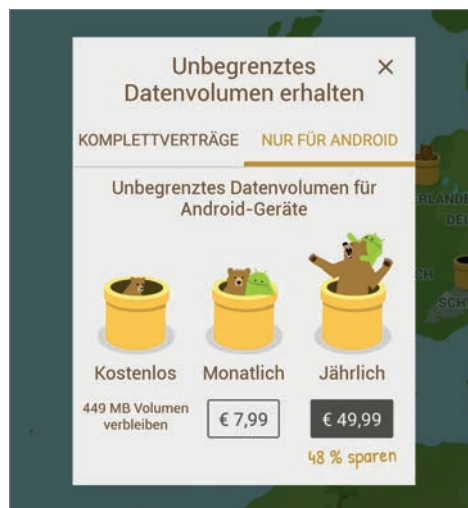 Unbegrenztes
Datenvolumen erhalten
KOMPLETTVERTRÄGE NUR FÜR ANDROID
Unbegrenztes Datenvolumen für
Android-Geräte
Kostenlos Monatlich Jährlich
449 MB Volumen
verbleiben
€ 7,99 € 49,99
48 % sparen